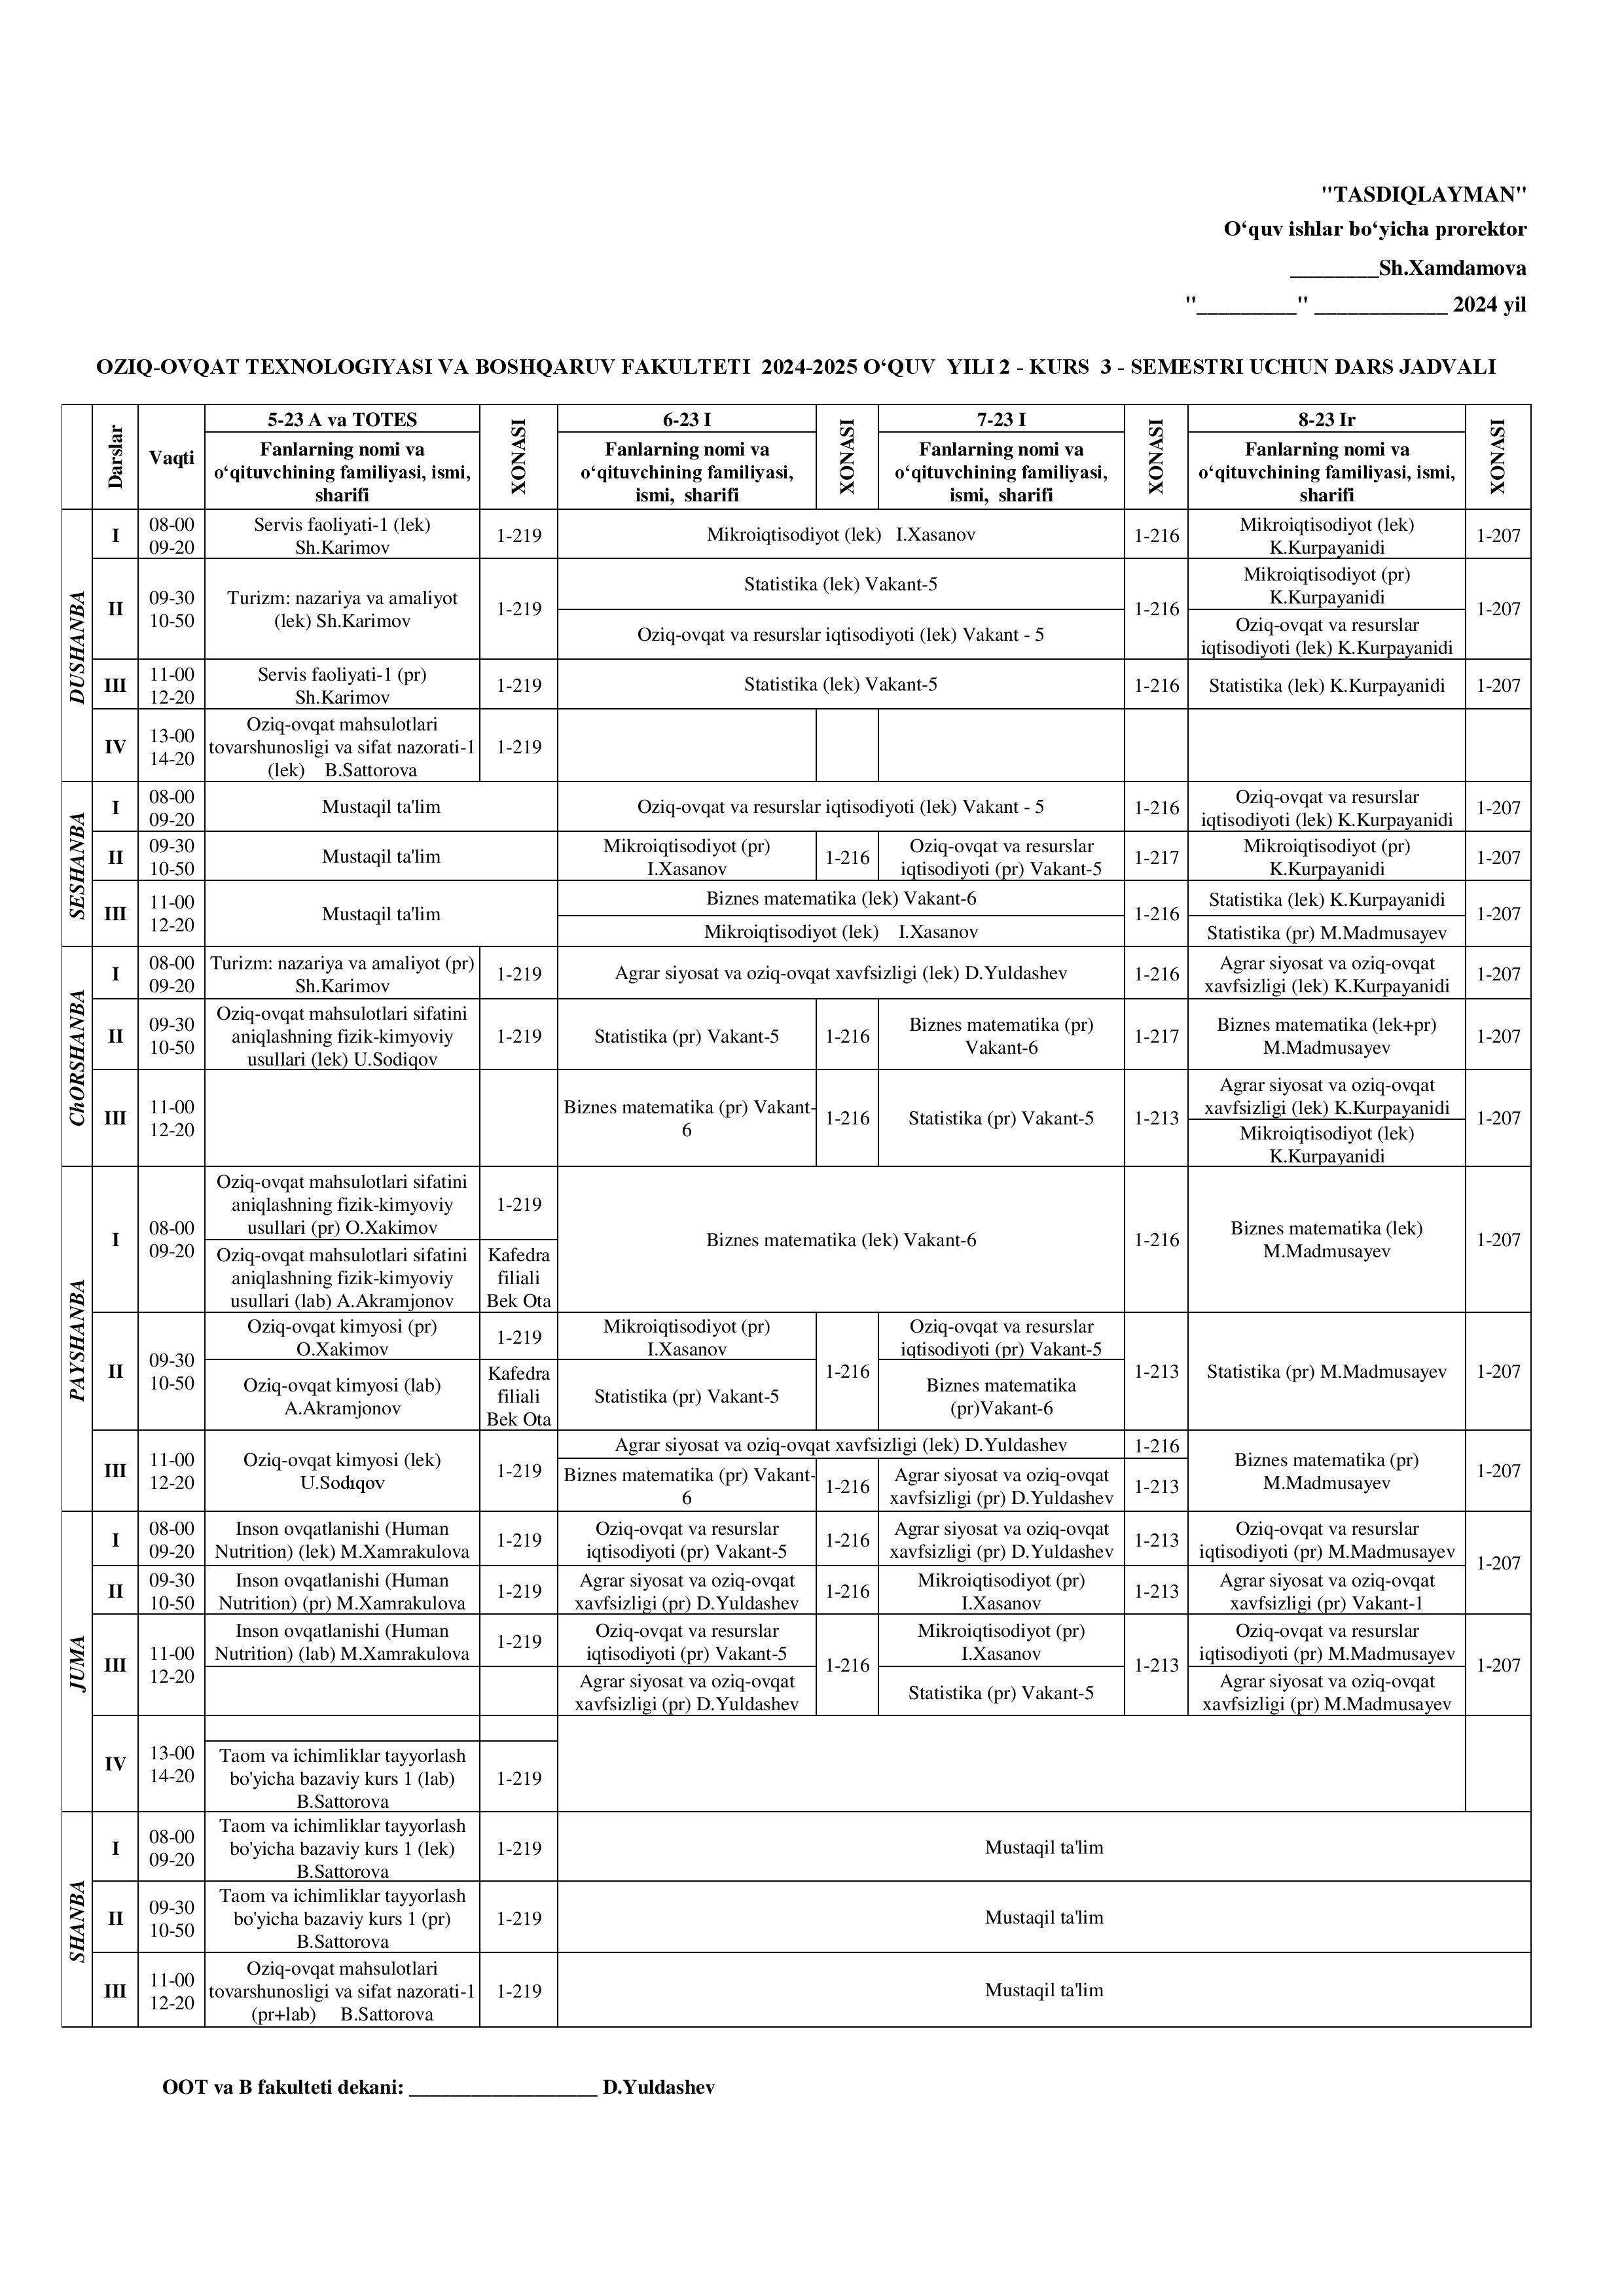 "TASDIQLAYMAN"
O‘quv ishlar bo‘yicha prorektor
________Sh.Xamdamova
"_________" ____________ 2024 yil
OZIQ-OVQAT TEXNOLOGIYASI VA BOSHQARUV FAKULTETI 2024-2025 O‘QUV YILI 2 - KURS 3 - SEMESTRI UCHUN DARS JADVALI
Darslar
Vaqti
5-23 A va TOTES
Fanlarning nomi va
o‘qituvchining familiyasi, ismi,
sharifi
XONASI
6-23 I
Fanlarning nomi va
o‘qituvchining familiyasi,
ismi, sharifi
XONASI
7-23 I
Fanlarning nomi va
o‘qituvchining familiyasi,
ismi, sharifi
XONASI
8-23 Ir
Fanlarning nomi va
o‘qituvchining familiyasi, ismi,
sharifi
XONASI
DUSHANBA
I
08-00
09-20
Servis faoliyati-1 (lek)
Sh.Karimov
1-219
Mikroiqtisodiyot (lek) I.Xasanov
1-216
Mikroiqtisodiyot (lek)
K.Kurpayanidi
1-207
II
09-30
10-50
Turizm: nazariya va amaliyot
(lek) Sh.Karimov
1-219
Statistika (lek) Vakant-5
Oziq-ovqat va resurslar iqtisodiyoti (lek) Vakant - 5
1-216
Mikroiqtisodiyot (pr)
K.Kurpayanidi
Oziq-ovqat va resurslar
iqtisodiyoti (lek) K.Kurpayanidi
1-207
III
11-00
12-20
Servis faoliyati-1 (pr)
Sh.Karimov
1-219
Statistika (lek) Vakant-5
1-216
Statistika (lek) K.Kurpayanidi
1-207
IV
13-00
14-20
Oziq-ovqat mahsulotlari
tovarshunosligi va sifat nazorati-1
(lek) B.Sattorova
1-219
SESHANBA
I
08-00
09-20
Mustaqil ta'lim
Oziq-ovqat va resurslar iqtisodiyoti (lek) Vakant - 5
1-216
Oziq-ovqat va resurslar
iqtisodiyoti (lek) K.Kurpayanidi
1-207
II
09-30
10-50
Mustaqil ta'lim
Mikroiqtisodiyot (pr)
I.Xasanov
1-216
Oziq-ovqat va resurslar
iqtisodiyoti (pr) Vakant-5
1-217
Mikroiqtisodiyot (pr)
K.Kurpayanidi
1-207
III
11-00
12-20
Mustaqil ta'lim
Biznes matematika (lek) Vakant-6
Mikroiqtisodiyot (lek) I.Xasanov
1-216
Statistika (lek) K.Kurpayanidi
Statistika (pr) M.Madmusayev
1-207
ChORSHANBA
I
08-00
09-20
Turizm: nazariya va amaliyot (pr)
Sh.Karimov
1-219
Agrar siyosat va oziq-ovqat xavfsizligi (lek) D.Yuldashev
1-216
Agrar siyosat va oziq-ovqat
xavfsizligi (lek) K.Kurpayanidi
1-207
II
09-30
10-50
Oziq-ovqat mahsulotlari sifatini
aniqlashning fizik-kimyoviy
usullari (lek) U.Sodiqov
1-219
Statistika (pr) Vakant-5
1-216
Biznes matematika (pr)
Vakant-6
1-217
Biznes matematika (lek+pr)
M.Madmusayev
1-207
III
11-00
12-20
Biznes matematika (pr) Vakant-
6
1-216
Statistika (pr) Vakant-5
1-213
Agrar siyosat va oziq-ovqat
xavfsizligi (lek) K.Kurpayanidi
Mikroiqtisodiyot (lek)
K.Kurpayanidi
1-207
PAYSHANBA
I
08-00
09-20
Oziq-ovqat mahsulotlari sifatini
aniqlashning fizik-kimyoviy
usullari (pr) O.Xakimov
1-219
Oziq-ovqat mahsulotlari sifatini
aniqlashning fizik-kimyoviy
usullari (lab) A.Akramjonov
Kafedra
filiali
Bek Ota
Biznes matematika (lek) Vakant-6
1-216
Biznes matematika (lek)
M.Madmusayev
1-207
II
09-30
10-50
Oziq-ovqat kimyosi (pr)
O.Xakimov
1-219
Oziq-ovqat kimyosi (lab)
A.Akramjonov
Kafedra
filiali
Bek Ota
Mikroiqtisodiyot (pr)
I.Xasanov
Statistika (pr) Vakant-5
1-216
Oziq-ovqat va resurslar
iqtisodiyoti (pr) Vakant-5
Biznes matematika
(pr)Vakant-6
1-213
Statistika (pr) M.Madmusayev
1-207
III
11-00
12-20
Oziq-ovqat kimyosi (lek)
U.Sodiqov
1-219
Agrar siyosat va oziq-ovqat xavfsizligi (lek) D.Yuldashev
1-216
Biznes matematika (pr) Vakant-
6
1-216
Agrar siyosat va oziq-ovqat
xavfsizligi (pr) D.Yuldashev
1-213
Biznes matematika (pr)
M.Madmusayev
1-207
JUMA
I
08-00
09-20
Inson ovqatlanishi (Human
Nutrition) (lek) M.Xamrakulova
1-219
Oziq-ovqat va resurslar
iqtisodiyoti (pr) Vakant-5
1-216
Agrar siyosat va oziq-ovqat
xavfsizligi (pr) D.Yuldashev
1-213
Oziq-ovqat va resurslar
iqtisodiyoti (pr) M.Madmusayev
1-207
II
09-30
10-50
Inson ovqatlanishi (Human
Nutrition) (pr) M.Xamrakulova
1-219
Agrar siyosat va oziq-ovqat
xavfsizligi (pr) D.Yuldashev
1-216
Mikroiqtisodiyot (pr)
I.Xasanov
1-213
Agrar siyosat va oziq-ovqat
xavfsizligi (pr) Vakant-1
III
11-00
12-20
Inson ovqatlanishi (Human
Nutrition) (lab) M.Xamrakulova
1-219
Oziq-ovqat va resurslar
iqtisodiyoti (pr) Vakant-5
Agrar siyosat va oziq-ovqat
xavfsizligi (pr) D.Yuldashev
1-216
Mikroiqtisodiyot (pr)
I.Xasanov
Statistika (pr) Vakant-5
1-213
Oziq-ovqat va resurslar
iqtisodiyoti (pr) M.Madmusayev
Agrar siyosat va oziq-ovqat
xavfsizligi (pr) M.Madmusayev
1-207
IV
13-00
14-20
Taom va ichimliklar tayyorlash
bo'yicha bazaviy kurs 1 (lab)
B.Sattorova
1-219
SHANBA
I
08-00
09-20
Taom va ichimliklar tayyorlash
bo'yicha bazaviy kurs 1 (lek)
B.Sattorova
1-219
Mustaqil ta'lim
II
09-30
10-50
Taom va ichimliklar tayyorlash
bo'yicha bazaviy kurs 1 (pr)
B.Sattorova
1-219
Mustaqil ta'lim
III
11-00
12-20
Oziq-ovqat mahsulotlari
tovarshunosligi va sifat nazorati-1
(pr+lab) B.Sattorova
1-219
Mustaqil ta'lim
OOT va B fakulteti dekani: _________________ D.Yuldashev